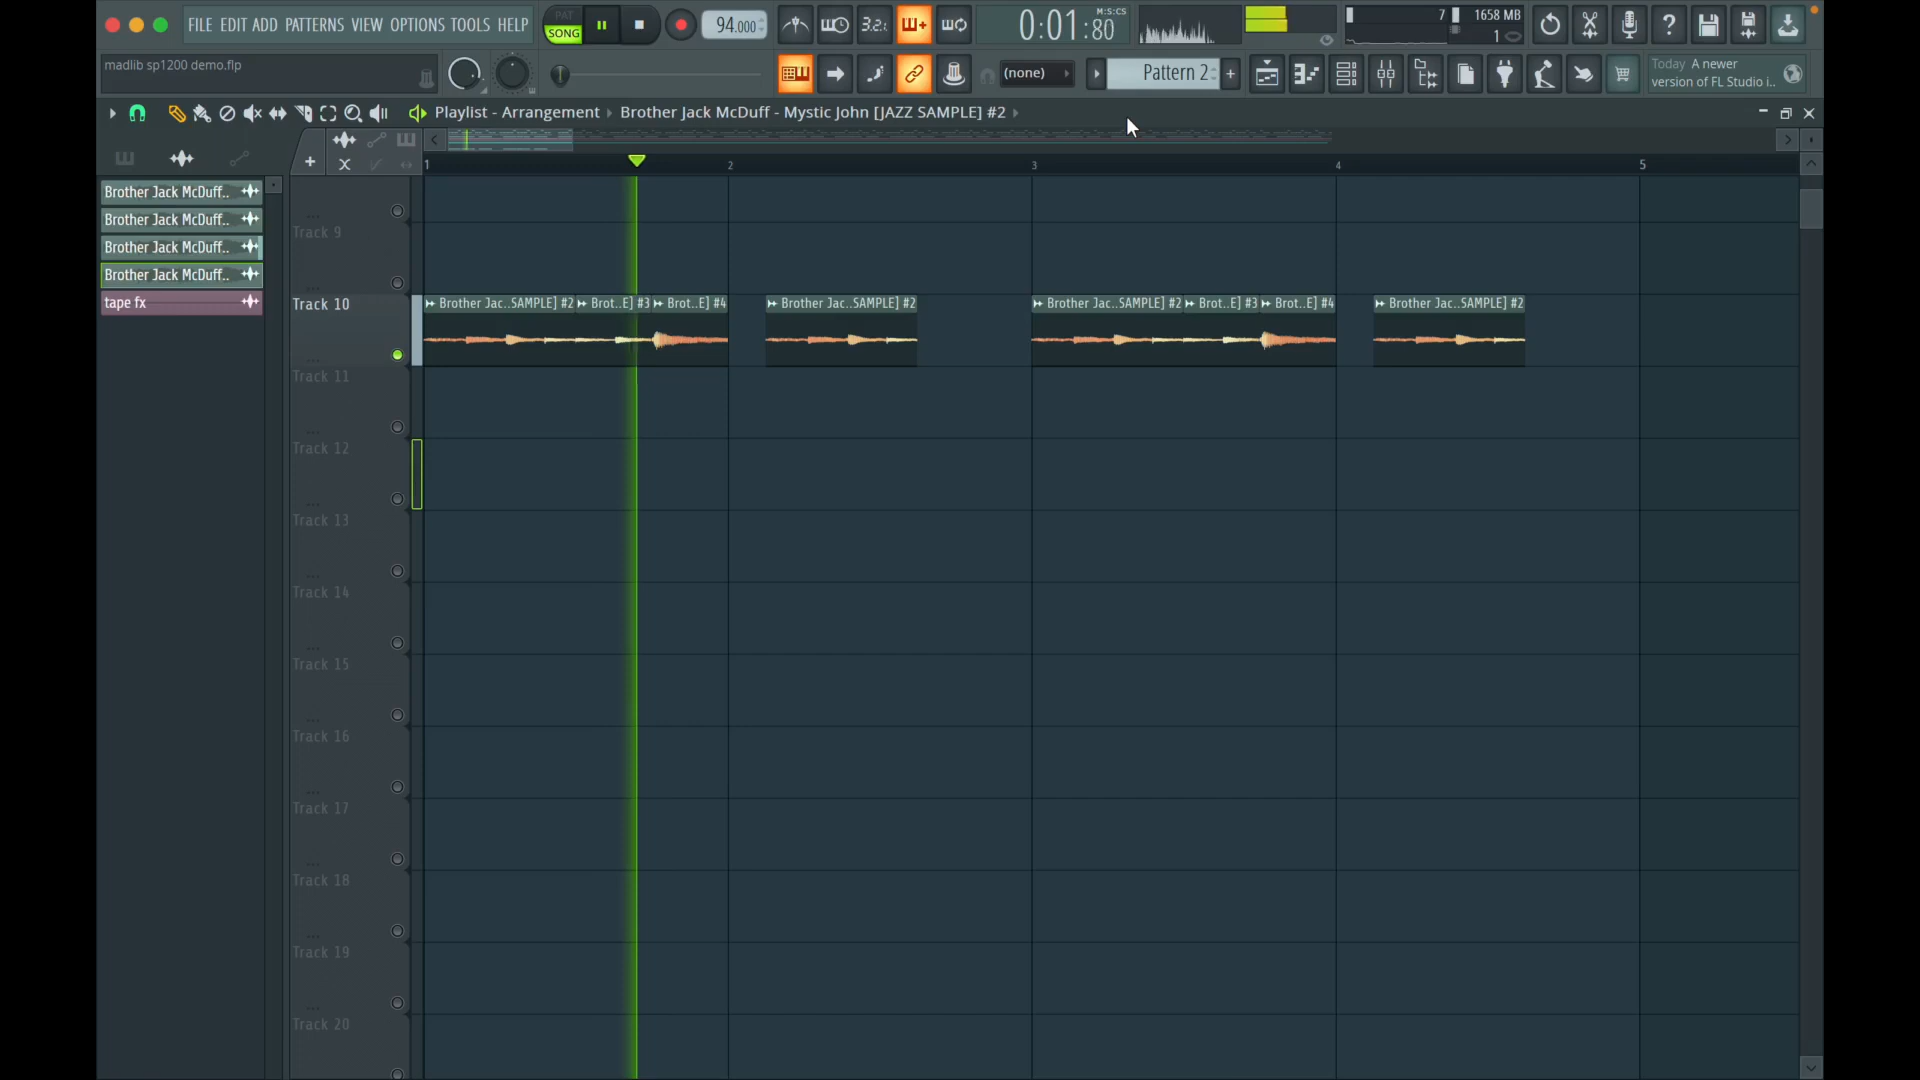 FILE EDIT ADD PATTERNS VIEW OPTIONS TOOLS HELP
PAT
SONG
94.000
3.2.
0:01:80
M:S:CS
7
1658 MB
1
madlib sp1200 demo.flp
(none)
Pattern 2
Today A newer
version of FL Studio i..
Playlist - Arrangement
Brother Jack McDuff - Mystic John [JAZZ SAMPLE] #2
1 2 3 4 5
Brother Jack McDuff..
Brother Jack McDuff..
Brother Jack McDuff..
Brother Jack McDuff..
tape fx
Track 9
Track 10
Brother Jac..SAMPLE] #2
Brot..E] #3
Brot..E] #4
Brother Jac..SAMPLE] #2
Brother Jac..SAMPLE] #2
Brot..E] #3
Brot..E] #4
Brother Jac..SAMPLE] #2
Track 11
Track 12
Track 13
Track 14
Track 15
Track 16
Track 17
Track 18
Track 19
Track 20